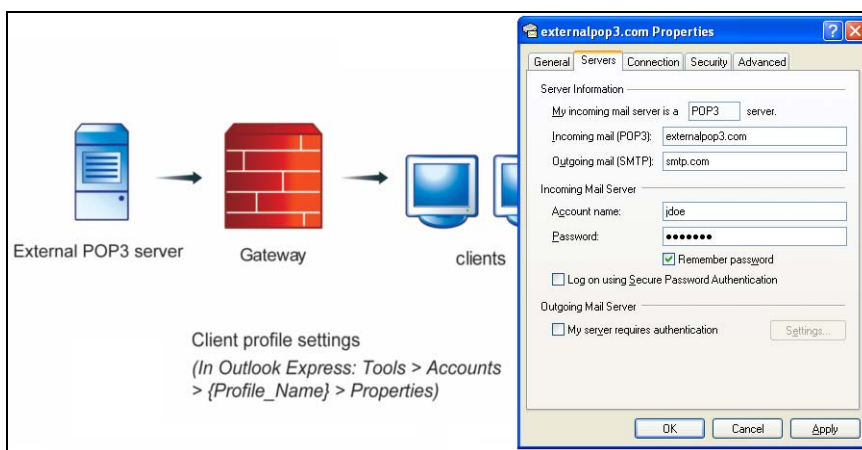 External POP3 server
Gateway
clients
Client profile settings
(In Outlook Express: Tools > Accounts
> {Profile_Name} > Properties)
externalpop3.com Properties
General Servers Connection Security Advanced
Server Information
My incoming mail server is a POP3 server.
Incoming mail (POP3): externalpop3.com
Outgoing mail (SMTP): smtp.com
Incoming Mail Server
Account name: jdoe
Password: •••••••
Remember password
Log on using Secure Password Authentication
Outgoing Mail Server
My server requires authentication Settings...
OK Cancel Apply